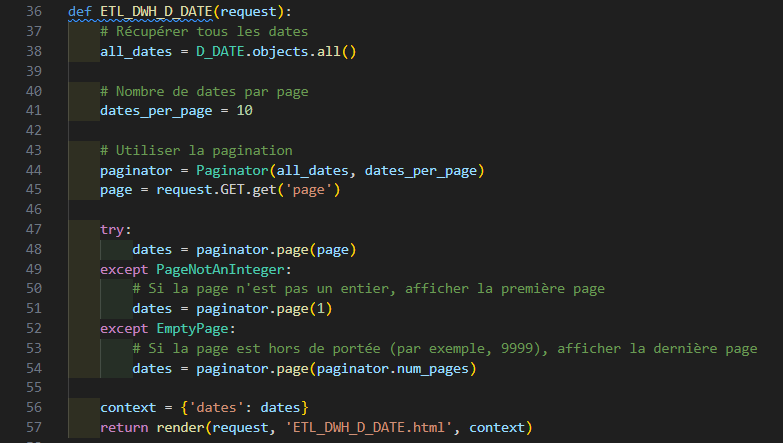 36 def ETL_DWH_D_DATE(request):
37     # Récupérer tous les dates
38     all_dates = D_DATE.objects.all()
39
40     # Nombre de dates par page
41     dates_per_page = 10
42
43     # Utiliser la pagination
44     paginator = Paginator(all_dates, dates_per_page)
45     page = request.GET.get('page')
46
47     try:
48         dates = paginator.page(page)
49     except PageNotAnInteger:
50         # Si la page n'est pas un entier, afficher la première page
51         dates = paginator.page(1)
52     except EmptyPage:
53         # Si la page est hors de portée (par exemple, 9999), afficher la dernière page
54         dates = paginator.page(paginator.num_pages)
55
56     context = {'dates': dates}
57     return render(request, 'ETL_DWH_D_DATE.html', context)